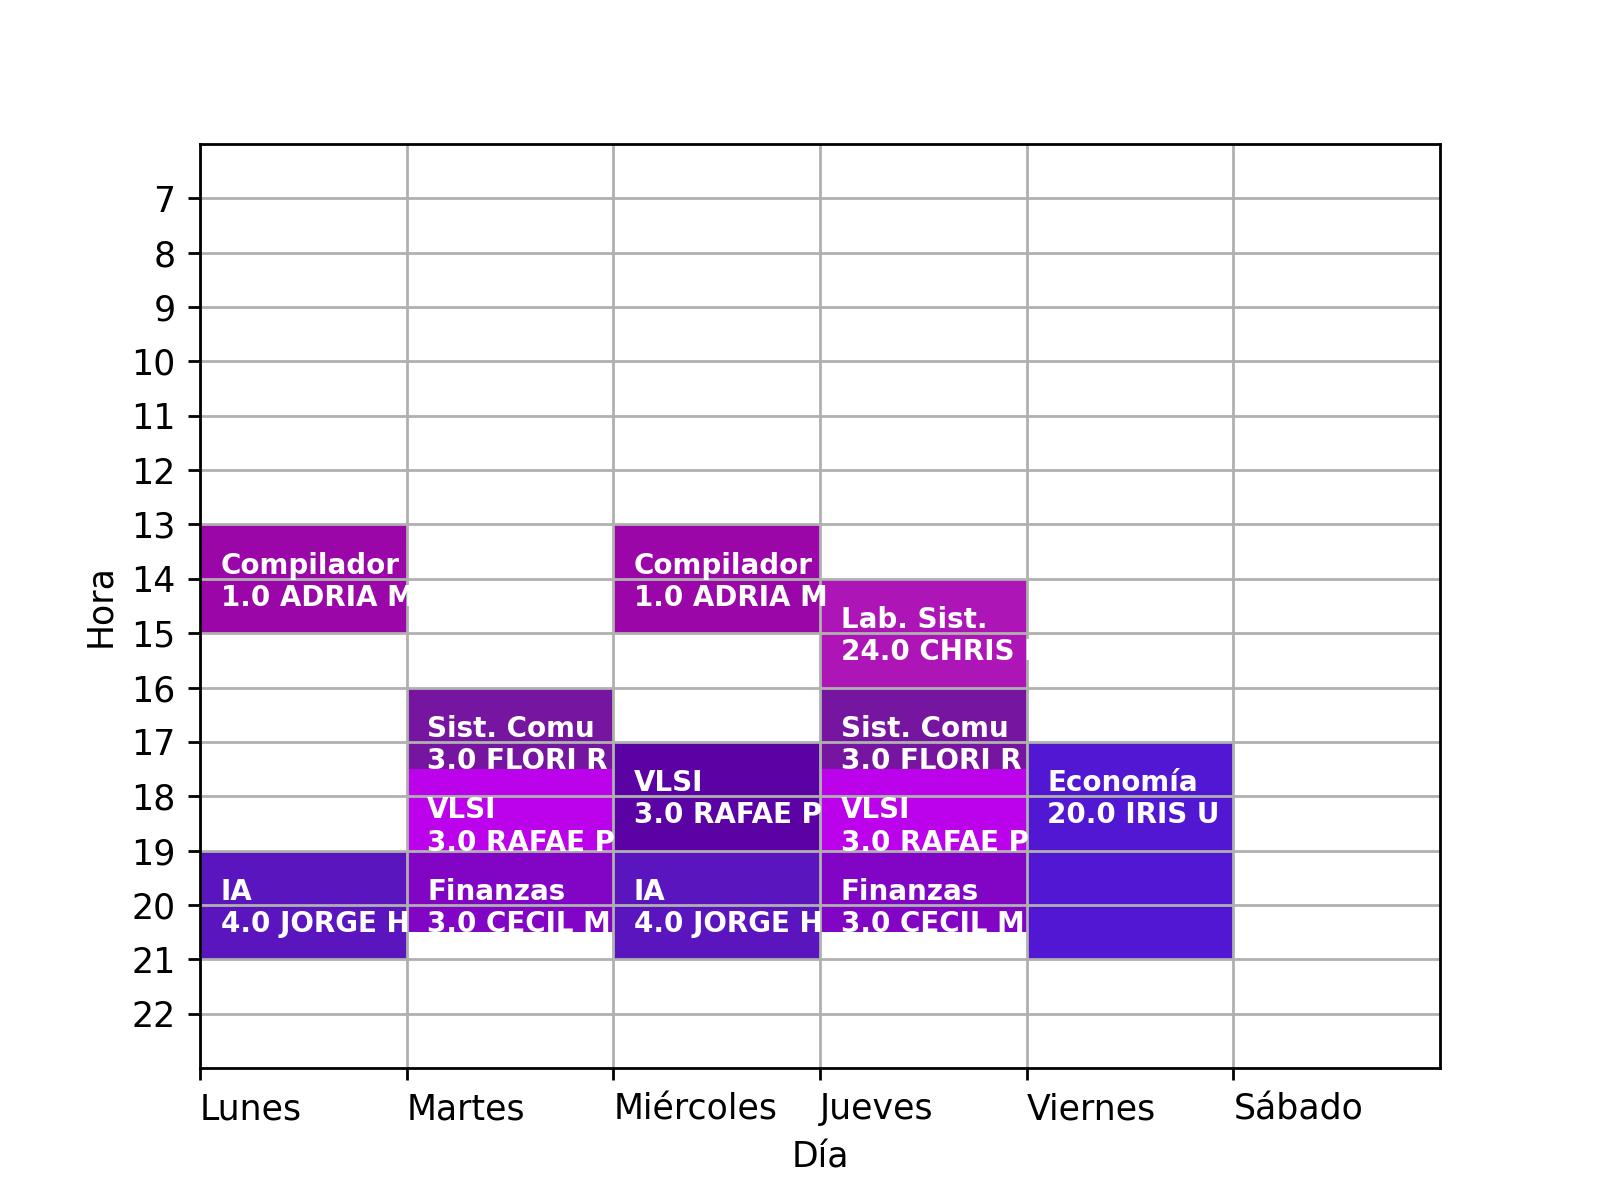 7
8
9
10
11
12
13
14
15
16
17
18
19
20
21
22
Hora
Compilador
1.0 ADRIA M
IA
4.0 JORGE H
Sist. Comu
3.0 FLORI R
VLSI
3.0 RAFAE P
Finanzas
3.0 CECIL M
Compilador
1.0 ADRIA M
VLSI
3.0 RAFAE P
IA
4.0 JORGE H
Lab. Sist.
24.0 CHRIS
Sist. Comu
3.0 FLORI R
VLSI
3.0 RAFAE P
Finanzas
3.0 CECIL M
Economía
20.0 IRIS U
Lunes
Martes
Miércoles
Jueves
Viernes
Sábado
Día